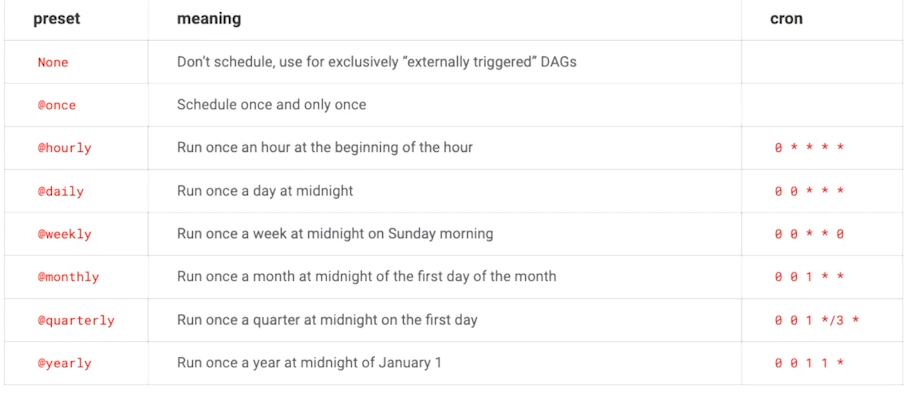 preset meaning cron
None Don't schedule, use for exclusively “externally triggered” DAGs
@once Schedule once and only once
@hourly Run once an hour at the beginning of the hour 0 * * * *
@daily Run once a day at midnight 0 0 * * *
@weekly Run once a week at midnight on Sunday morning 0 0 * * 0
@monthly Run once a month at midnight of the first day of the month 0 0 1 * *
@quarterly Run once a quarter at midnight on the first day 0 0 1 */3 *
@yearly Run once a year at midnight of January 1 0 0 1 1 *